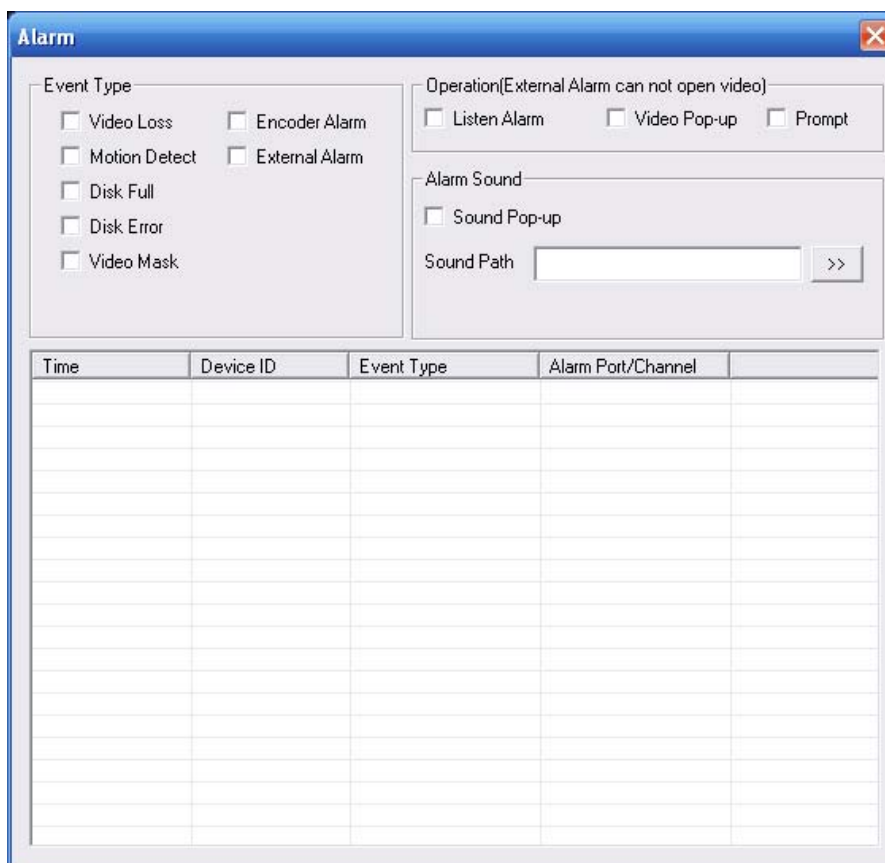 Alarm
Event Type
Video Loss
Encoder Alarm
Motion Detect
External Alarm
Disk Full
Disk Error
Video Mask
Operation(External Alarm can not open video)
Listen Alarm
Video Pop-up
Prompt
Alarm Sound
Sound Pop-up
Sound Path
>>
Time
Device ID
Event Type
Alarm Port/Channel